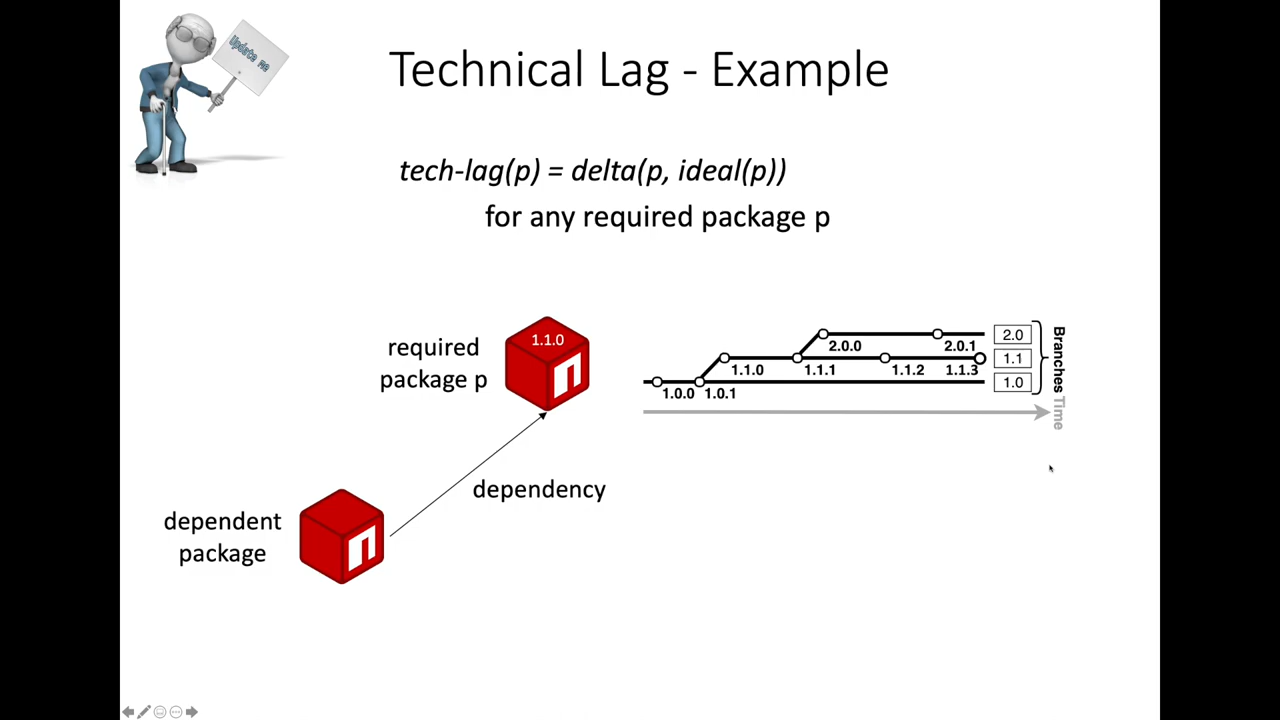 Update me
Technical Lag - Example
tech-lag(p) = delta(p, ideal(p))
for any required package p
required
package p
1.1.0
n
2.0.0
2.0.1
2.0
1.1.0
1.1.1
1.1.2
1.1.3
1.1
1.0.0
1.0.1
1.0
Branches
Time
dependency
dependent
package
n